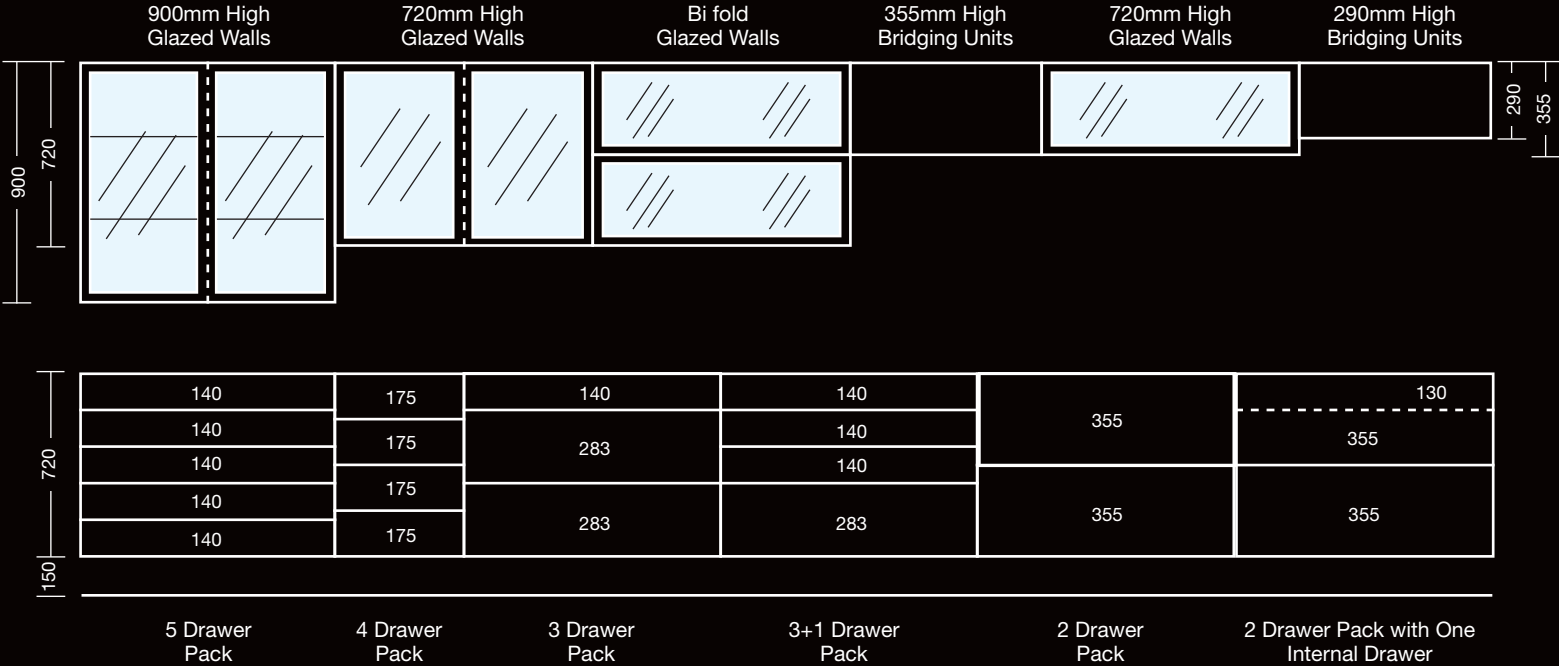 900mm High
Glazed Walls
720mm High
Glazed Walls
Bi fold
Glazed Walls
355mm High
Bridging Units
720mm High
Glazed Walls
290mm High
Bridging Units
900
720
290
355
720
150
140
140
140
140
140
175
175
175
175
140
283
283
140
140
140
283
355
355
130
355
355
5 Drawer
Pack
4 Drawer
Pack
3 Drawer
Pack
3+1 Drawer
Pack
2 Drawer
Pack
2 Drawer Pack with One
Internal Drawer